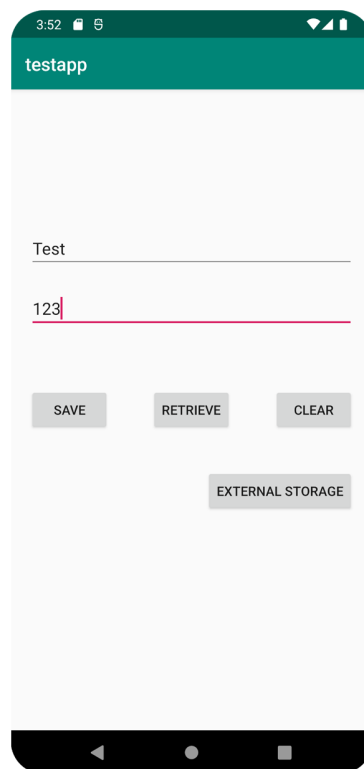 3:52
testapp
Test
123
SAVE RETRIEVE CLEAR
EXTERNAL STORAGE